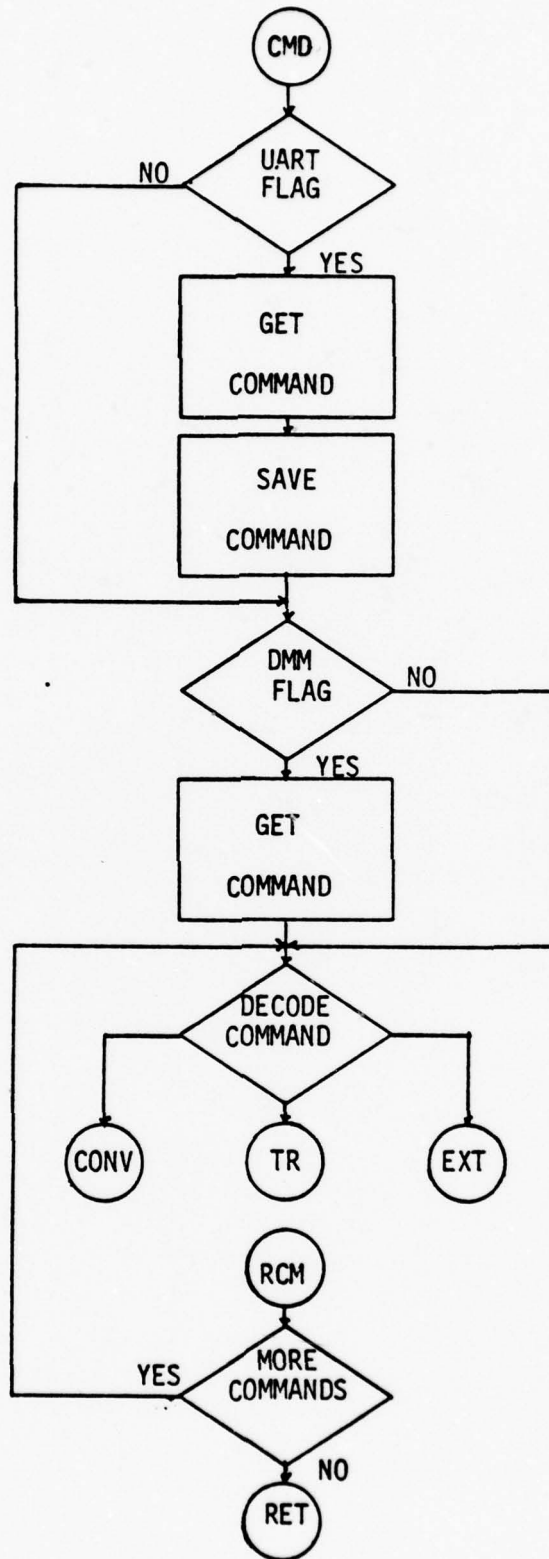 CMD
UART
FLAG
NO
YES
GET
COMMAND
SAVE
COMMAND
DMM
FLAG
NO
YES
GET
COMMAND
DECODE
COMMAND
CONV
TR
EXT
RCM
MORE
COMMANDS
YES
NO
RET